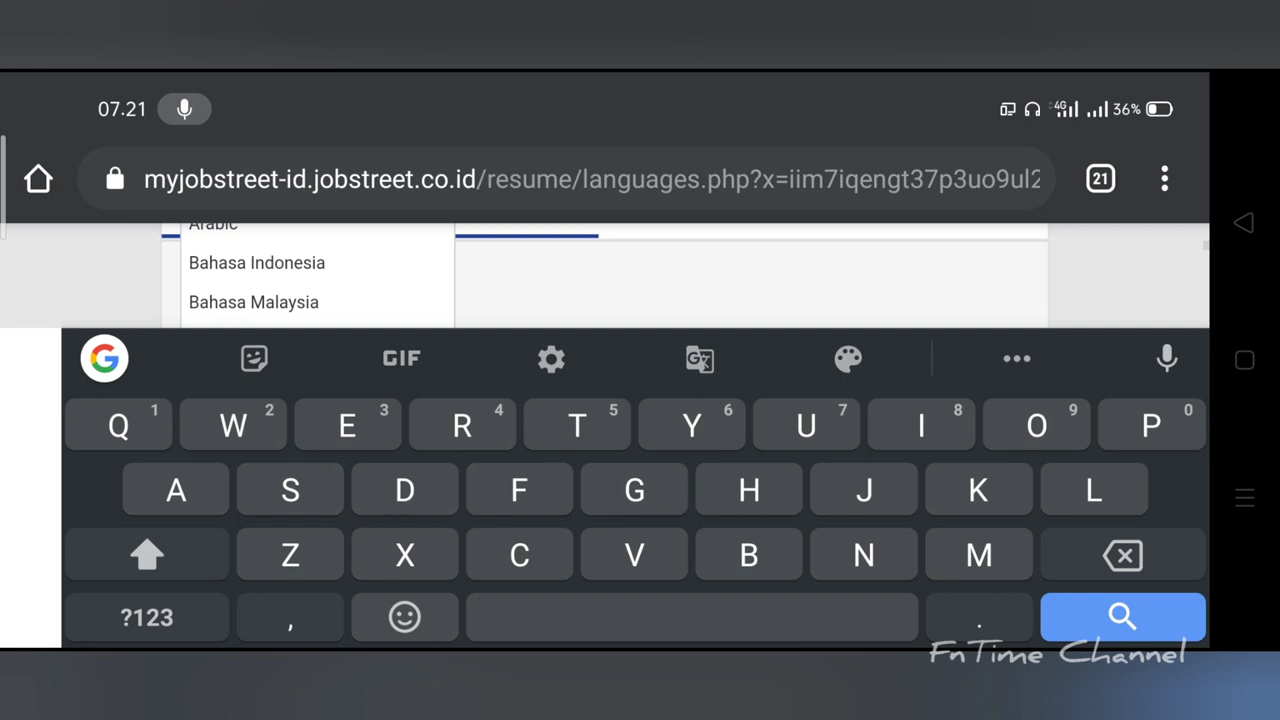 07.21
4G 36%
myjobstreet-id.jobstreet.co.id/resume/languages.php?x=iim7iqengt37p3uo9ul2
21
Arabic
Bahasa Indonesia
Bahasa Malaysia
G GIF G
Q 1 W 2 E 3 R 4 T 5 Y 6 U 7 I 8 O 9 P 0
A S D F G H J K L
Z X C V B N M
?123 , .
FnTime Channel